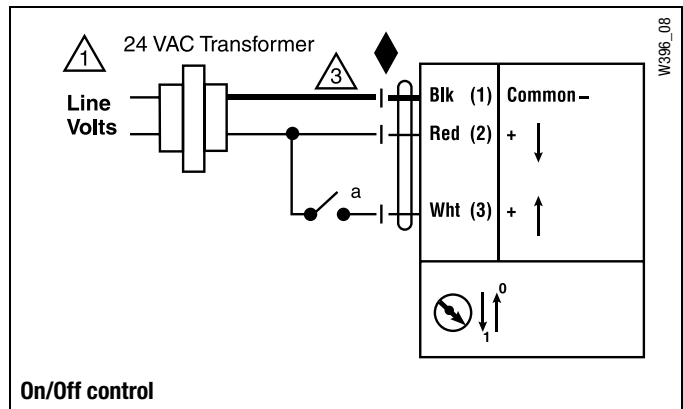 1
24 VAC Transformer
3
Line
Volts
Blk (1) Common –
Red (2) +
a
Wht (3) +
0
1
On/Off control
W396_08